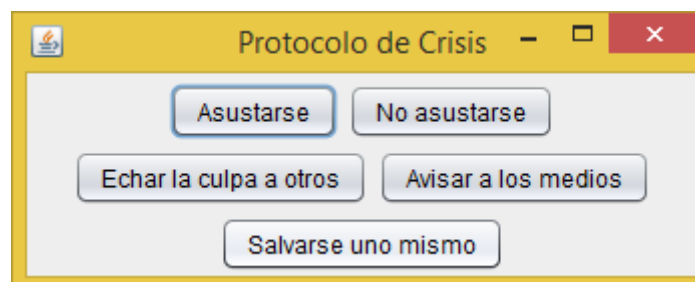 Protocolo de Crisis
Asustarse No asustarse
Echar la culpa a otros Avisar a los medios
Salvarse uno mismo